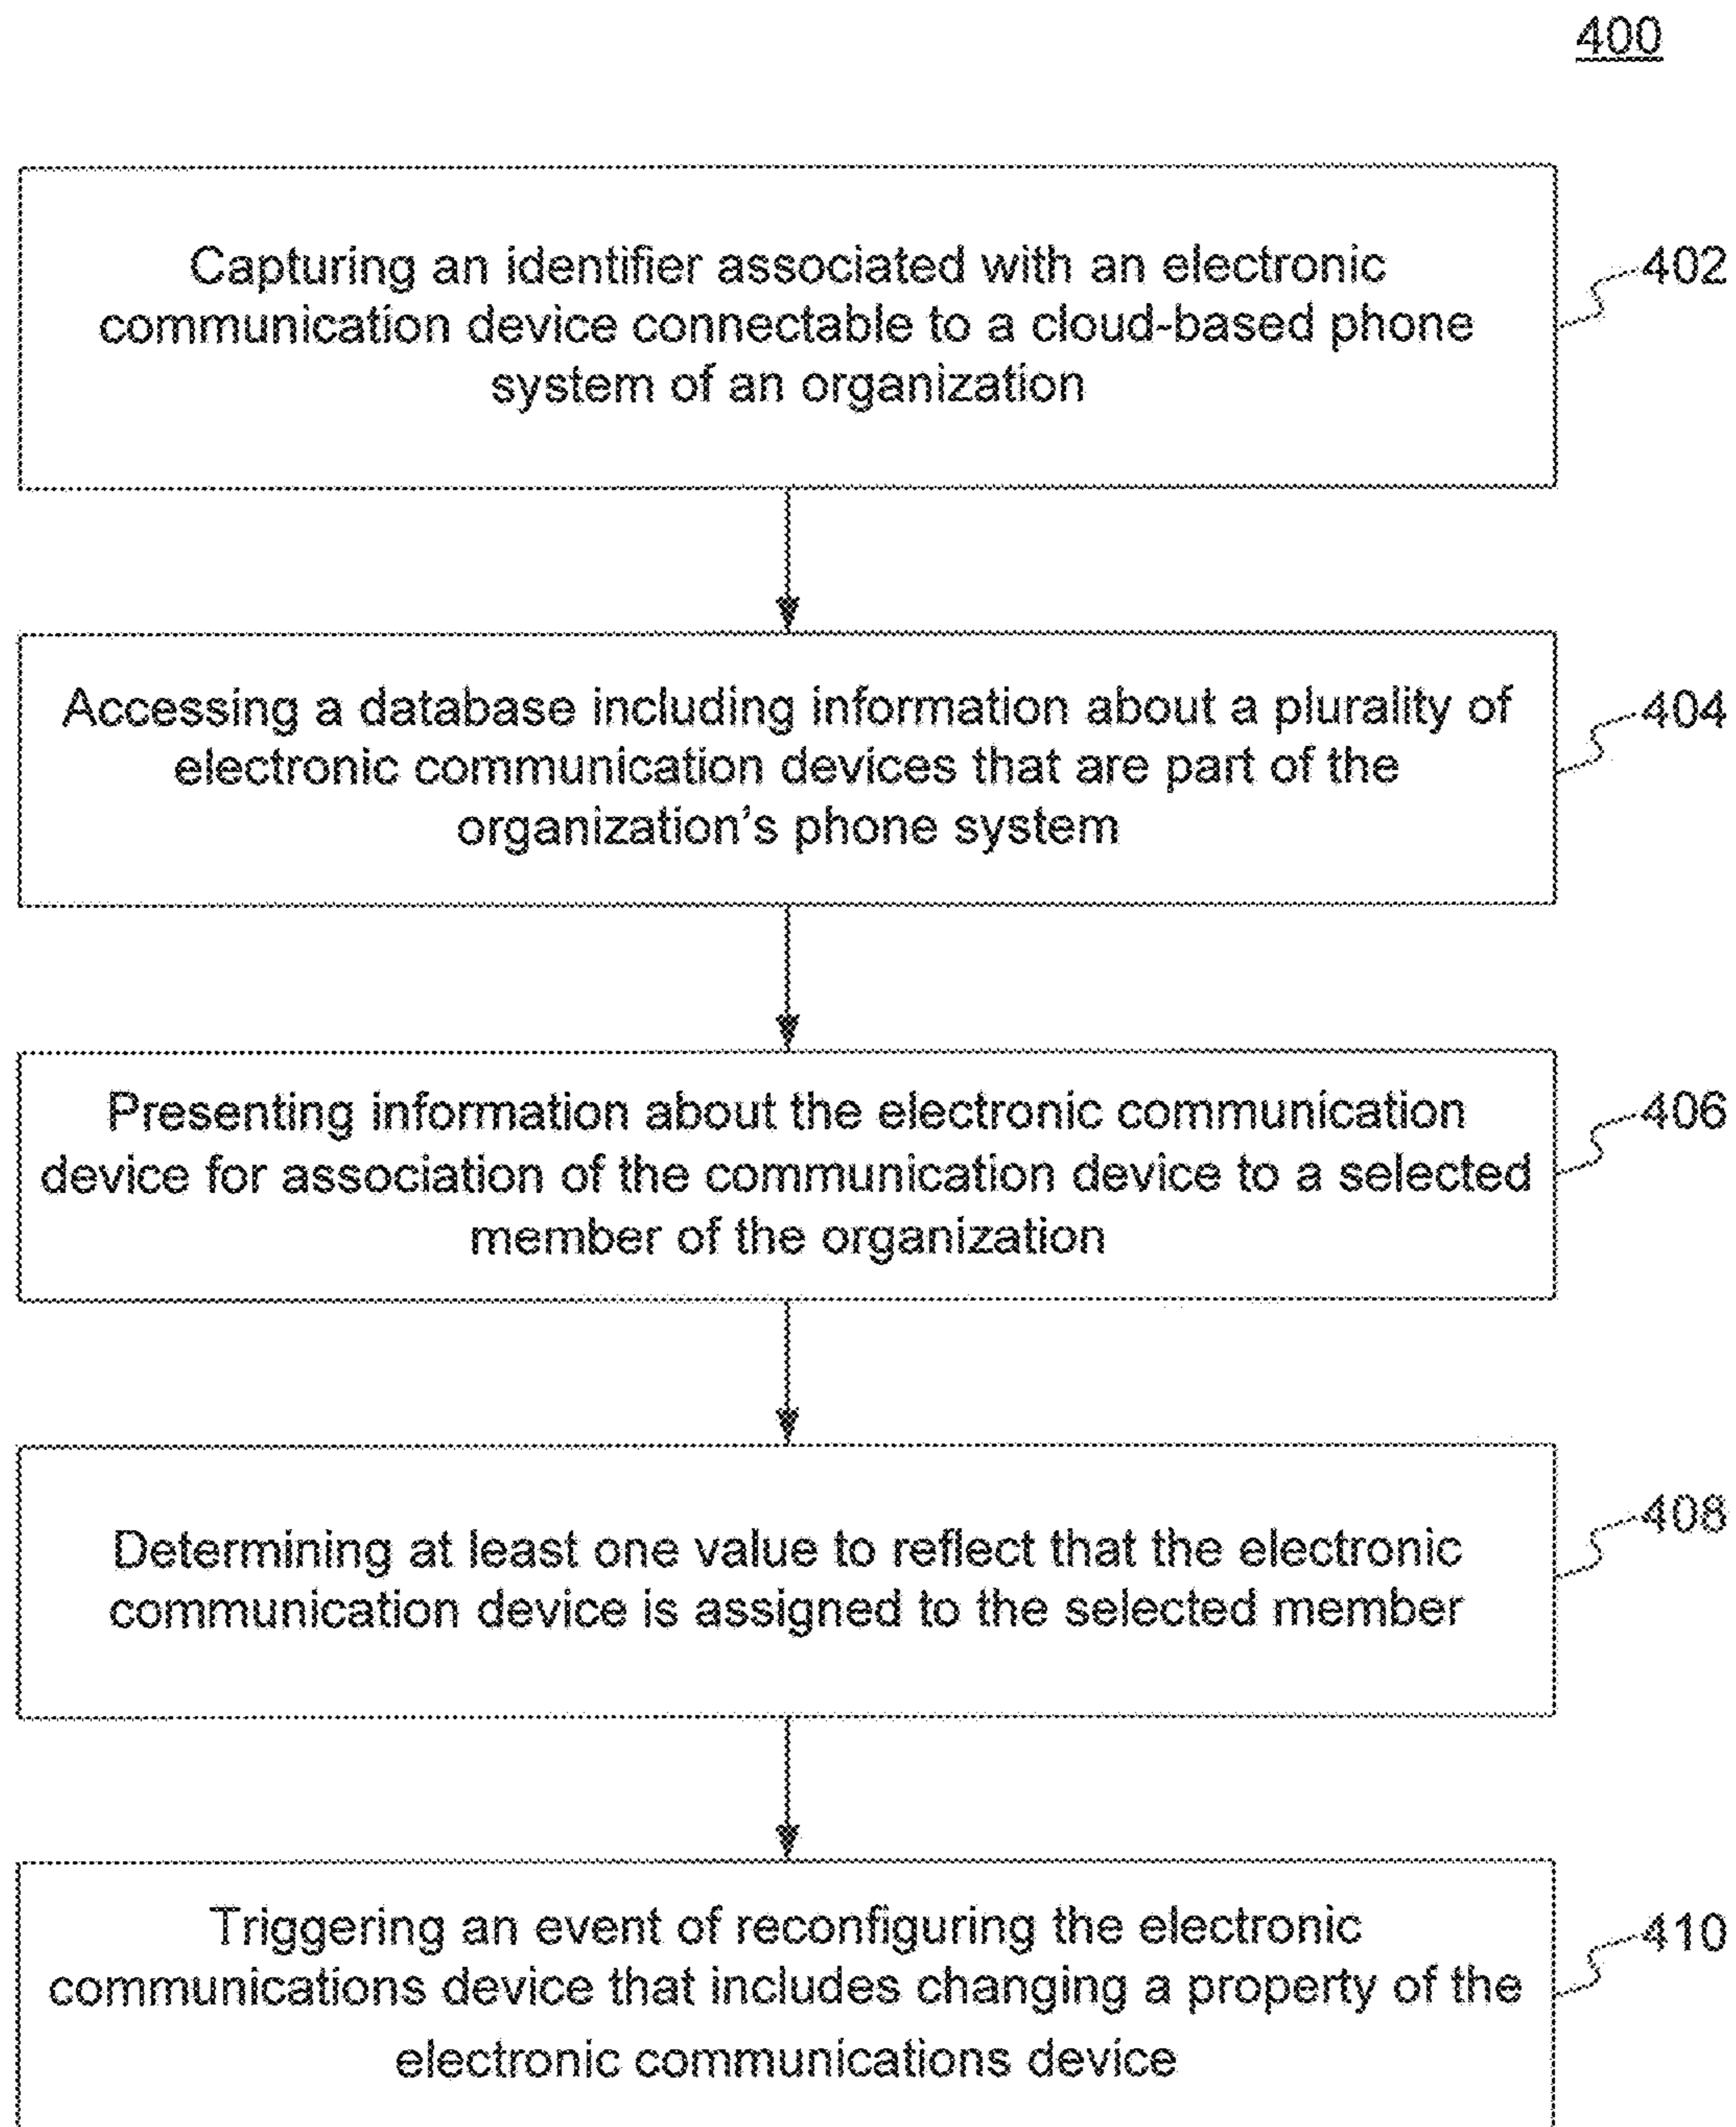 400
Capturing an identifier associated with an electronic
communication device connectable to a cloud-based phone
system of an organization
402
Accessing a database including information about a plurality of
electronic communication devices that are part of the
organization's phone system
404
Presenting information about the electronic communication
device for association of the communication device to a selected
member of the organization
406
Determining at least one value to reflect that the electronic
communication device is assigned to the selected member
408
Triggering an event of reconfiguring the electronic
communications device that includes changing a property of the
electronic communications device
410